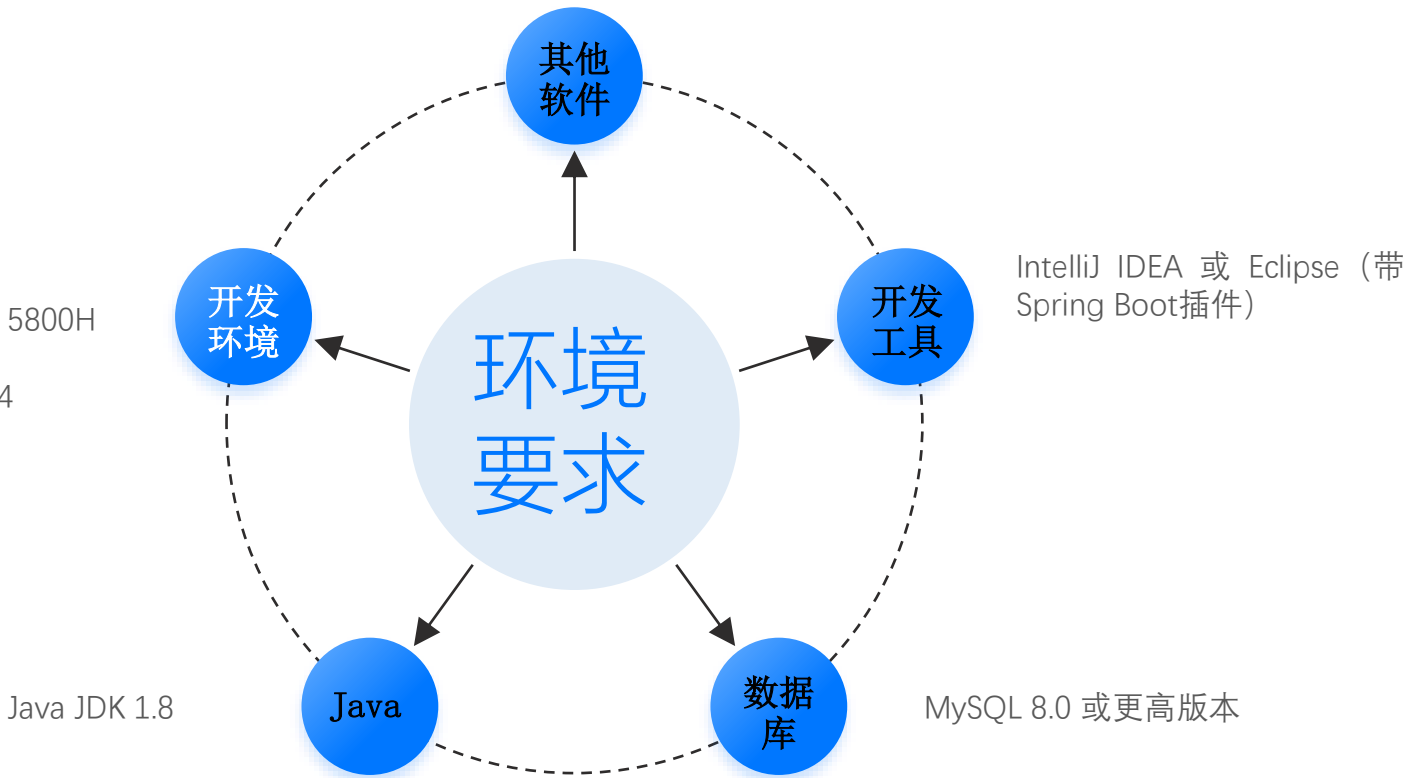 其他
软件
开发
环境
5800H
4
环境
要求
开发
工具
IntelliJ IDEA 或 Eclipse（带
Spring Boot插件）
Java
Java JDK 1.8
数据
库
MySQL 8.0 或更高版本